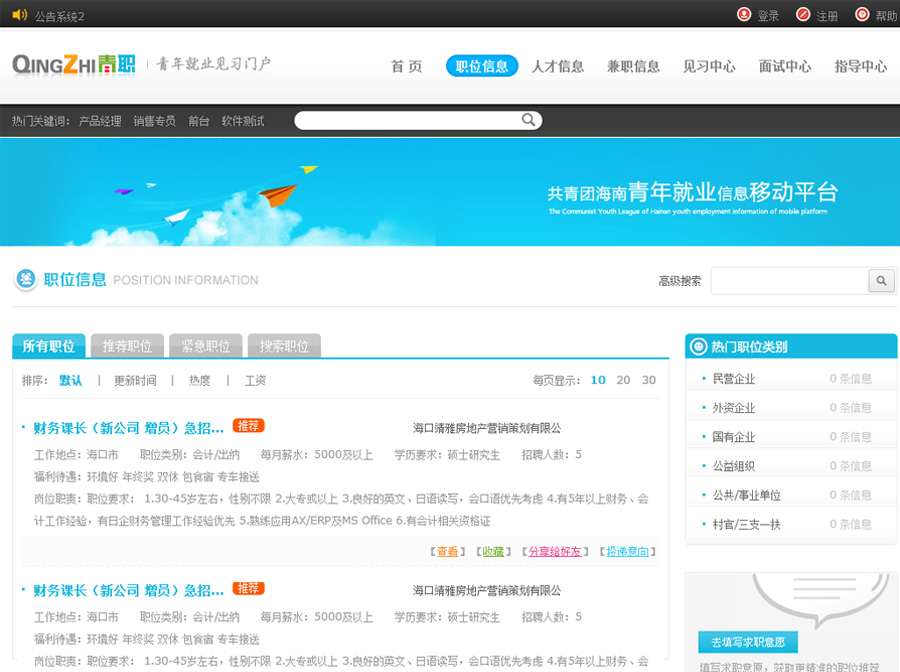 公告系统2 登录 注册 帮助
QINGZHI青职 青年就业见习门户
首 页 职位信息 人才信息 兼职信息 见习中心 面试中心 指导中心
热门关键词: 产品经理 销售专员 前台 软件测试
共青团海南青年就业信息移动平台
The Communist Youth League of Hainan youth employment information of mobile platform
职位信息 POSITION INFORMATION 高级搜索
所有职位 推荐职位 紧急职位 搜索职位
排序: 默认 | 更新时间 | 热度 | 工资 每页显示: 10 20 30
财务课长（新公司 增员）急招... 推荐 海口靖雅房地产营销策划有限公
工作地点: 海口市 职位类别: 会计/出纳 每月薪水: 5000及以上 学历要求: 硕士研究生 招聘人数: 5
福利待遇: 环境好 年终奖 双休 包食宿 专车接送
岗位职责: 职位要求: 1.30-45岁左右，性别不限 2.大专或以上 3.良好的英文、日语读写，会口语优先考虑 4.有5年以上财务、会
计工作经验，有日企财务管理工作经验优先 5.熟练应用AX/ERP及MS Office 6.有会计相关资格证
【查看】 【收藏】 【分享给好友】 【投递意向】
财务课长（新公司 增员）急招... 推荐 海口靖雅房地产营销策划有限公
工作地点: 海口市 职位类别: 会计/出纳 每月薪水: 5000及以上 学历要求: 硕士研究生 招聘人数: 5
福利待遇: 环境好 年终奖 双休 包食宿 专车接送
岗位职责: 职位要求: 1.30-45岁左右，性别不限 2.大专或以上 3.良好的英文、日语读写，会口语优先考虑 4.有5年以上财务、会
热门职位类别
民营企业 0 条信息
外资企业 0 条信息
国有企业 0 条信息
公益组织 0 条信息
公共/事业单位 0 条信息
村官/三支一扶 0 条信息
去填写求职意愿
填写求职意愿，获取更精准的职位推荐